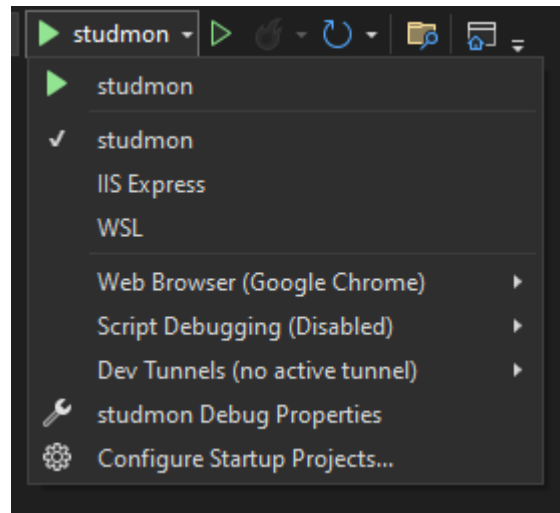 studmon
studmon
studmon
IIS Express
WSL
Web Browser (Google Chrome)
Script Debugging (Disabled)
Dev Tunnels (no active tunnel)
studmon Debug Properties
Configure Startup Projects...